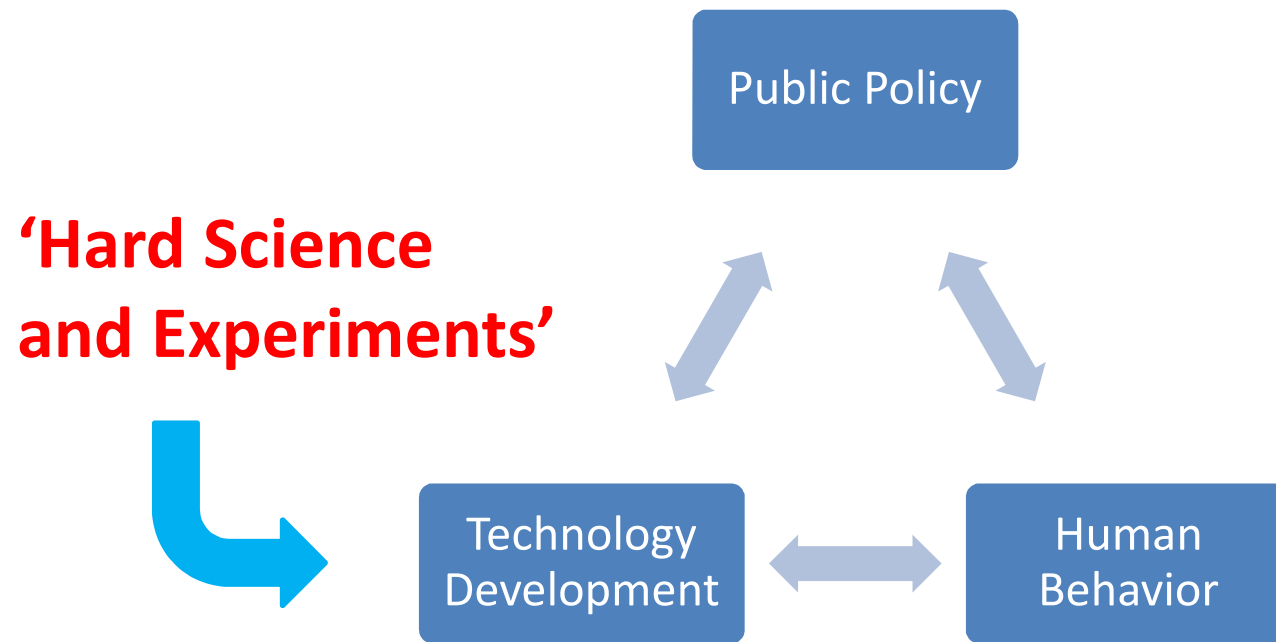 Public Policy
‘Hard Science
and Experiments’
Technology
Development
Human
Behavior